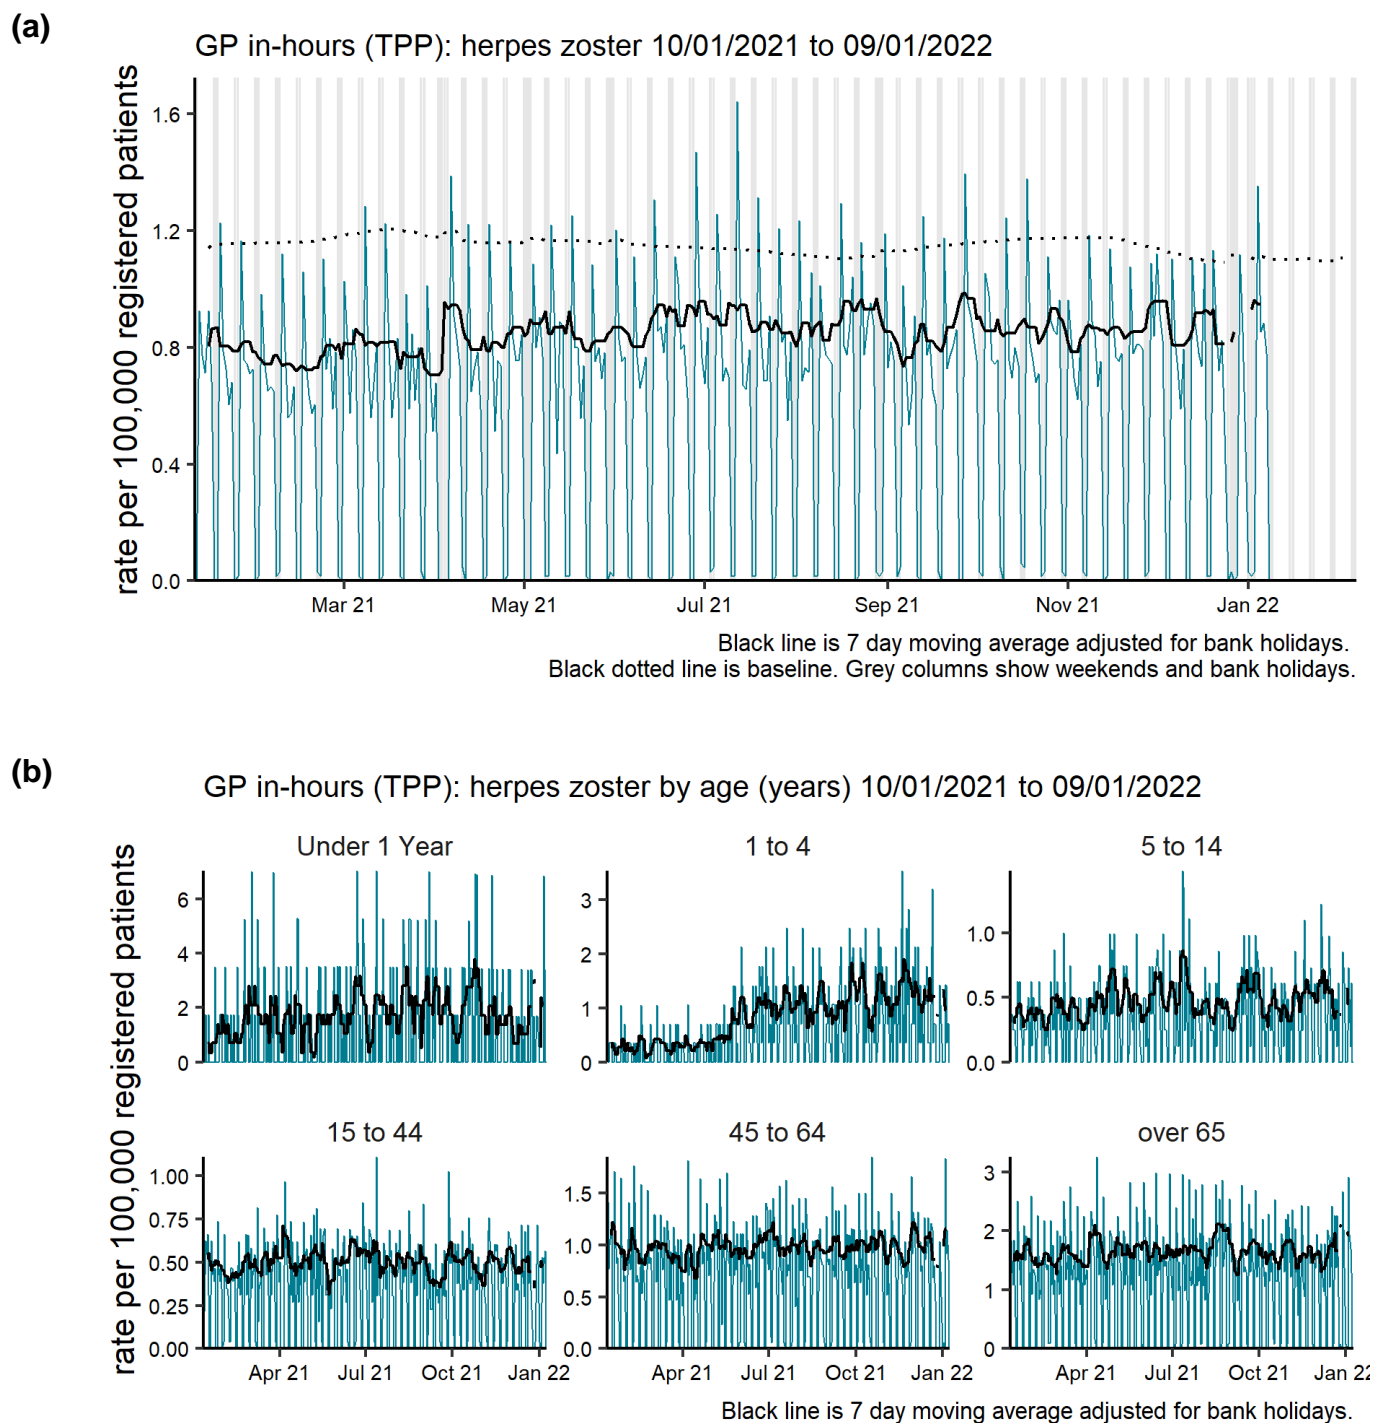 (a)
GP in-hours (TPP): herpes zoster 10/01/2021 to 09/01/2022
rate per 100,000 registered patients
1.6
1.2
0.8
0.4
0.0
Mar 21 May 21 Jul 21 Sep 21 Nov 21 Jan 22
Black line is 7 day moving average adjusted for bank holidays.
Black dotted line is baseline. Grey columns show weekends and bank holidays.
(b)
GP in-hours (TPP): herpes zoster by age (years) 10/01/2021 to 09/01/2022
rate per 100,000 registered patients
Under 1 Year
6
4
2
0
1 to 4
3
2
1
0
5 to 14
1.0
0.5
0.0
15 to 44
1.00
0.75
0.50
0.25
0.00
45 to 64
1.5
1.0
0.5
0.0
over 65
3
2
1
0
Apr 21 Jul 21 Oct 21 Jan 22
Apr 21 Jul 21 Oct 21 Jan 22
Apr 21 Jul 21 Oct 21 Jan 2
Black line is 7 day moving average adjusted for bank holidays.